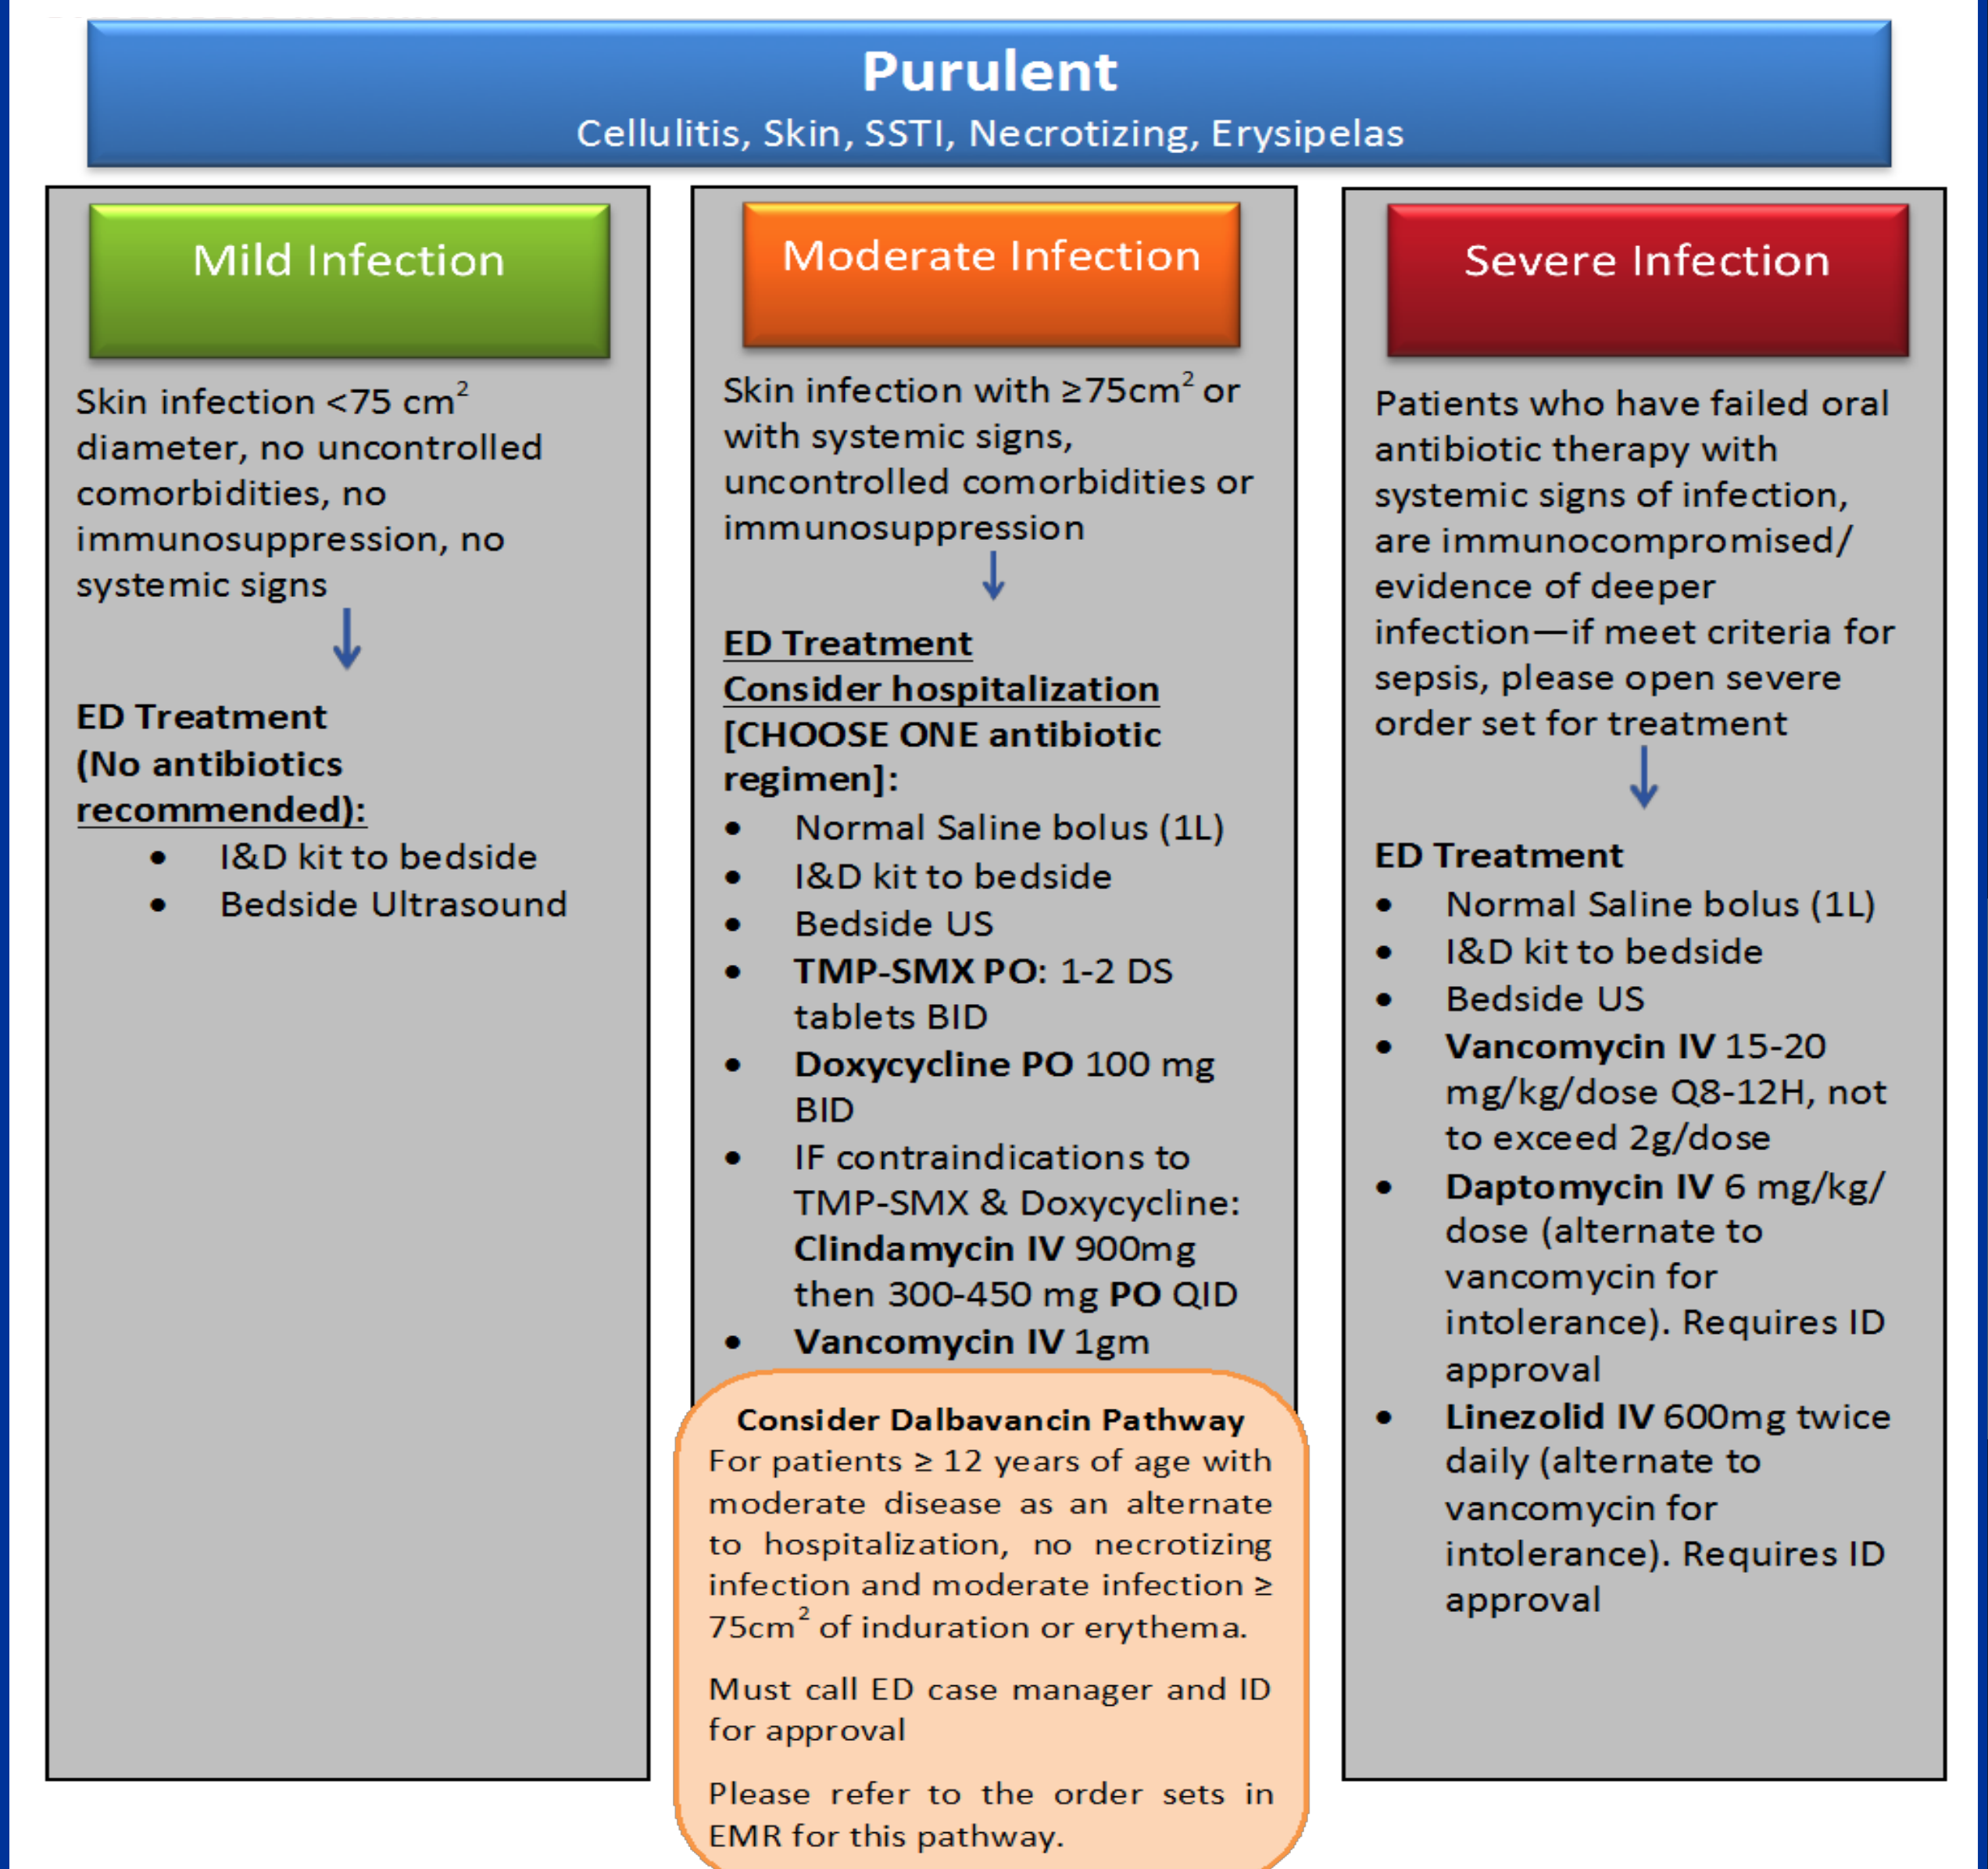 Purulent
Cellulitis, Skin, SSTI, Necrotizing, Erysipelas
Mild Infection
Skin infection <75 cm²
diameter, no uncontrolled
comorbidities, no
immunosuppression, no
systemic signs
ED Treatment
(No antibiotics
recommended):
• I&D kit to bedside
• Bedside Ultrasound
Moderate Infection
Skin infection with ≥75cm² or
with systemic signs,
uncontrolled comorbidities or
immunosuppression
ED Treatment
Consider hospitalization
[CHOOSE ONE antibiotic
regimen]:
• Normal Saline bolus (1L)
• I&D kit to bedside
• Bedside US
• TMP-SMX PO: 1-2 DS
tablets BID
• Doxycycline PO 100 mg
BID
• IF contraindications to
TMP-SMX & Doxycycline:
Clindamycin IV 900mg
then 300-450 mg PO QID
• Vancomycin IV 1gm
Consider Dalbavancin Pathway
For patients ≥ 12 years of age with
moderate disease as an alternate
to hospitalization, no necrotizing
infection and moderate infection ≥
75cm² of induration or erythema.
Must call ED case manager and ID
for approval
Please refer to the order sets in
EMR for this pathway.
Severe Infection
Patients who have failed oral
antibiotic therapy with
systemic signs of infection,
are immunocompromised/
evidence of deeper
infection—if meet criteria for
sepsis, please open severe
order set for treatment
ED Treatment
• Normal Saline bolus (1L)
• I&D kit to bedside
• Bedside US
• Vancomycin IV 15-20
mg/kg/dose Q8-12H, not
to exceed 2g/dose
• Daptomycin IV 6 mg/kg/
dose (alternate to
vancomycin for
intolerance). Requires ID
approval
• Linezolid IV 600mg twice
daily (alternate to
vancomycin for
intolerance). Requires ID
approval